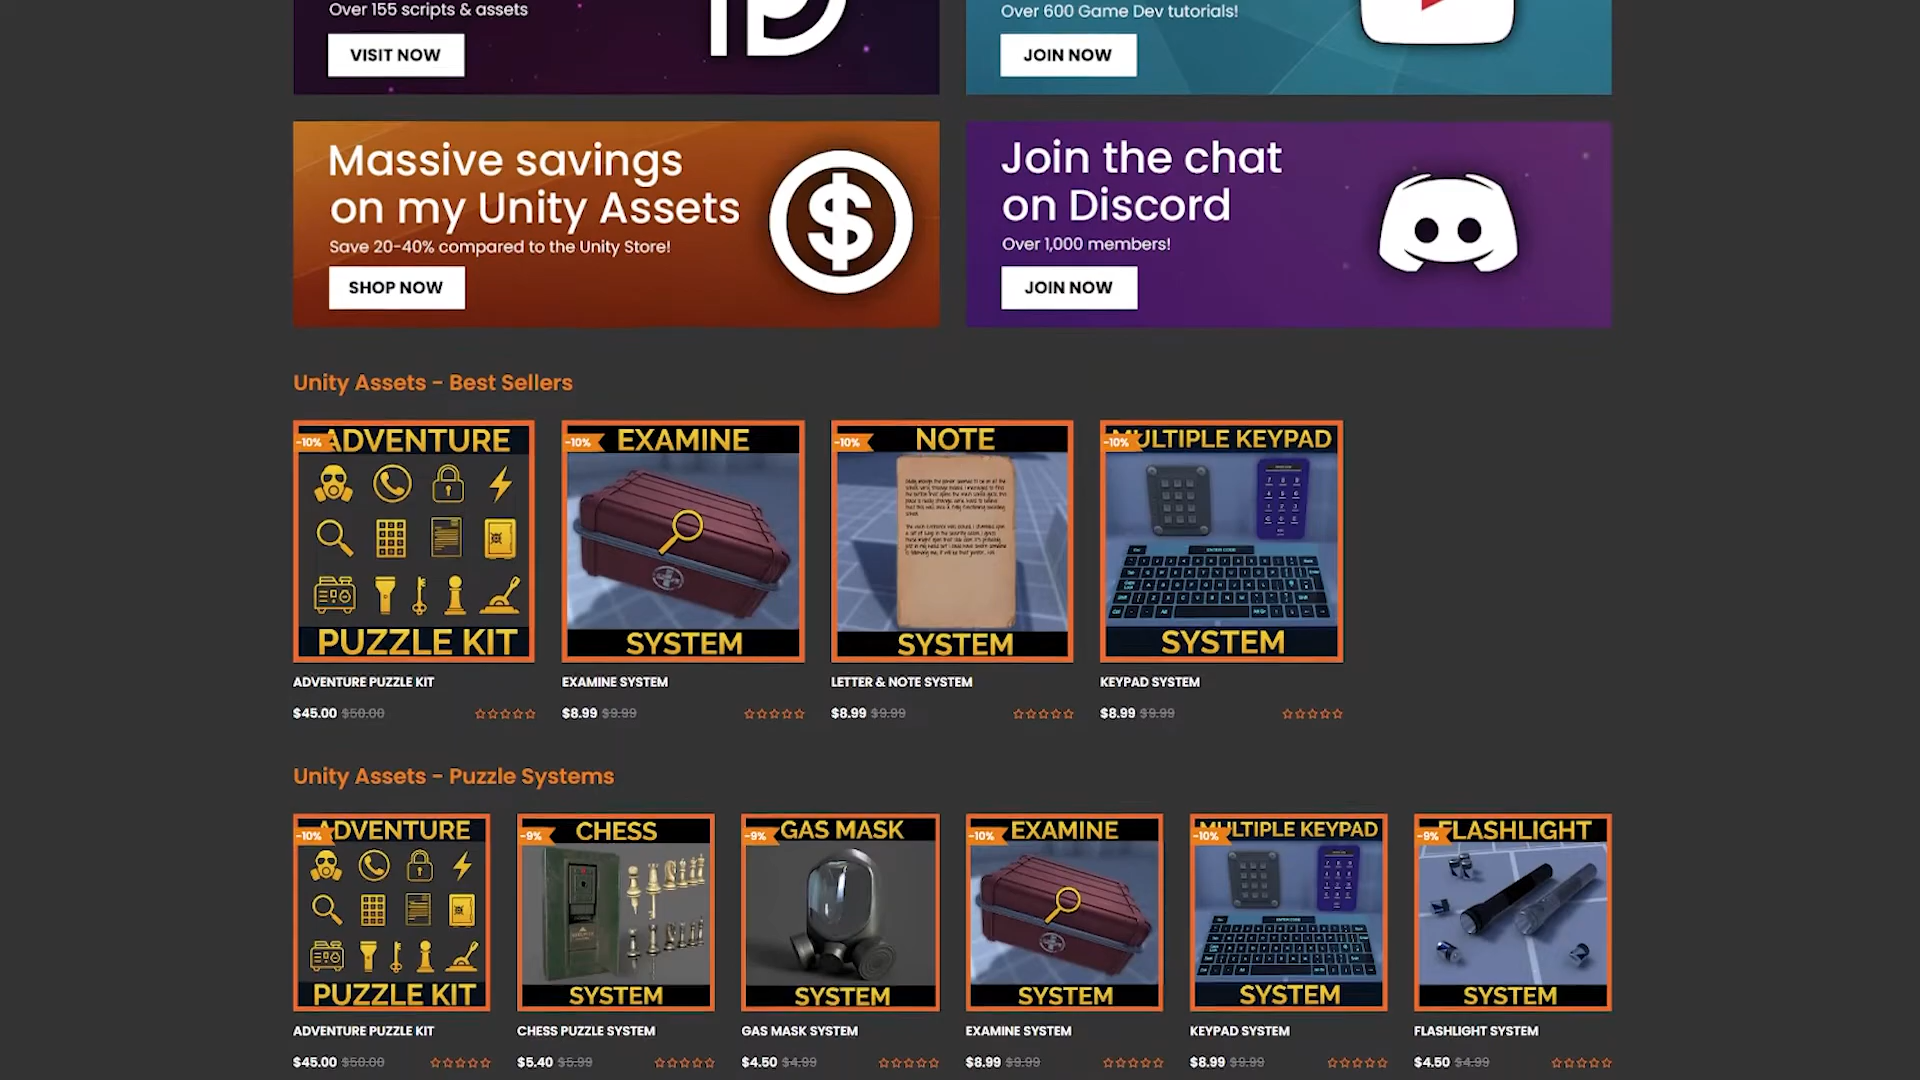 Over 155 scripts & assets
VISIT NOW
Over 600 Game Dev tutorials!
JOIN NOW
Massive savings
on my Unity Assets
Save 20-40% compared to the Unity Store!
SHOP NOW
Join the chat
on Discord
Over 1,000 members!
JOIN NOW
Unity Assets - Best Sellers
-10%
ADVENTURE
PUZZLE KIT
-10%
EXAMINE
SYSTEM
-10%
NOTE
SYSTEM
-10%
MULTIPLE KEYPAD
SYSTEM
ADVENTURE PUZZLE KIT
EXAMINE SYSTEM
LETTER & NOTE SYSTEM
KEYPAD SYSTEM
$45.00 $50.00
$8.99 $9.99
$8.99 $9.99
$8.99 $9.99
Unity Assets - Puzzle Systems
-10%
ADVENTURE
PUZZLE KIT
-9%
CHESS
SYSTEM
-9%
GAS MASK
SYSTEM
-10%
EXAMINE
SYSTEM
-10%
MULTIPLE KEYPAD
SYSTEM
-9%
FLASHLIGHT
SYSTEM
ADVENTURE PUZZLE KIT
CHESS PUZZLE SYSTEM
GAS MASK SYSTEM
EXAMINE SYSTEM
KEYPAD SYSTEM
FLASHLIGHT SYSTEM
$45.00 $50.00
$5.40 $5.99
$4.50 $4.99
$8.99 $9.99
$8.99 $9.99
$4.50 $4.99